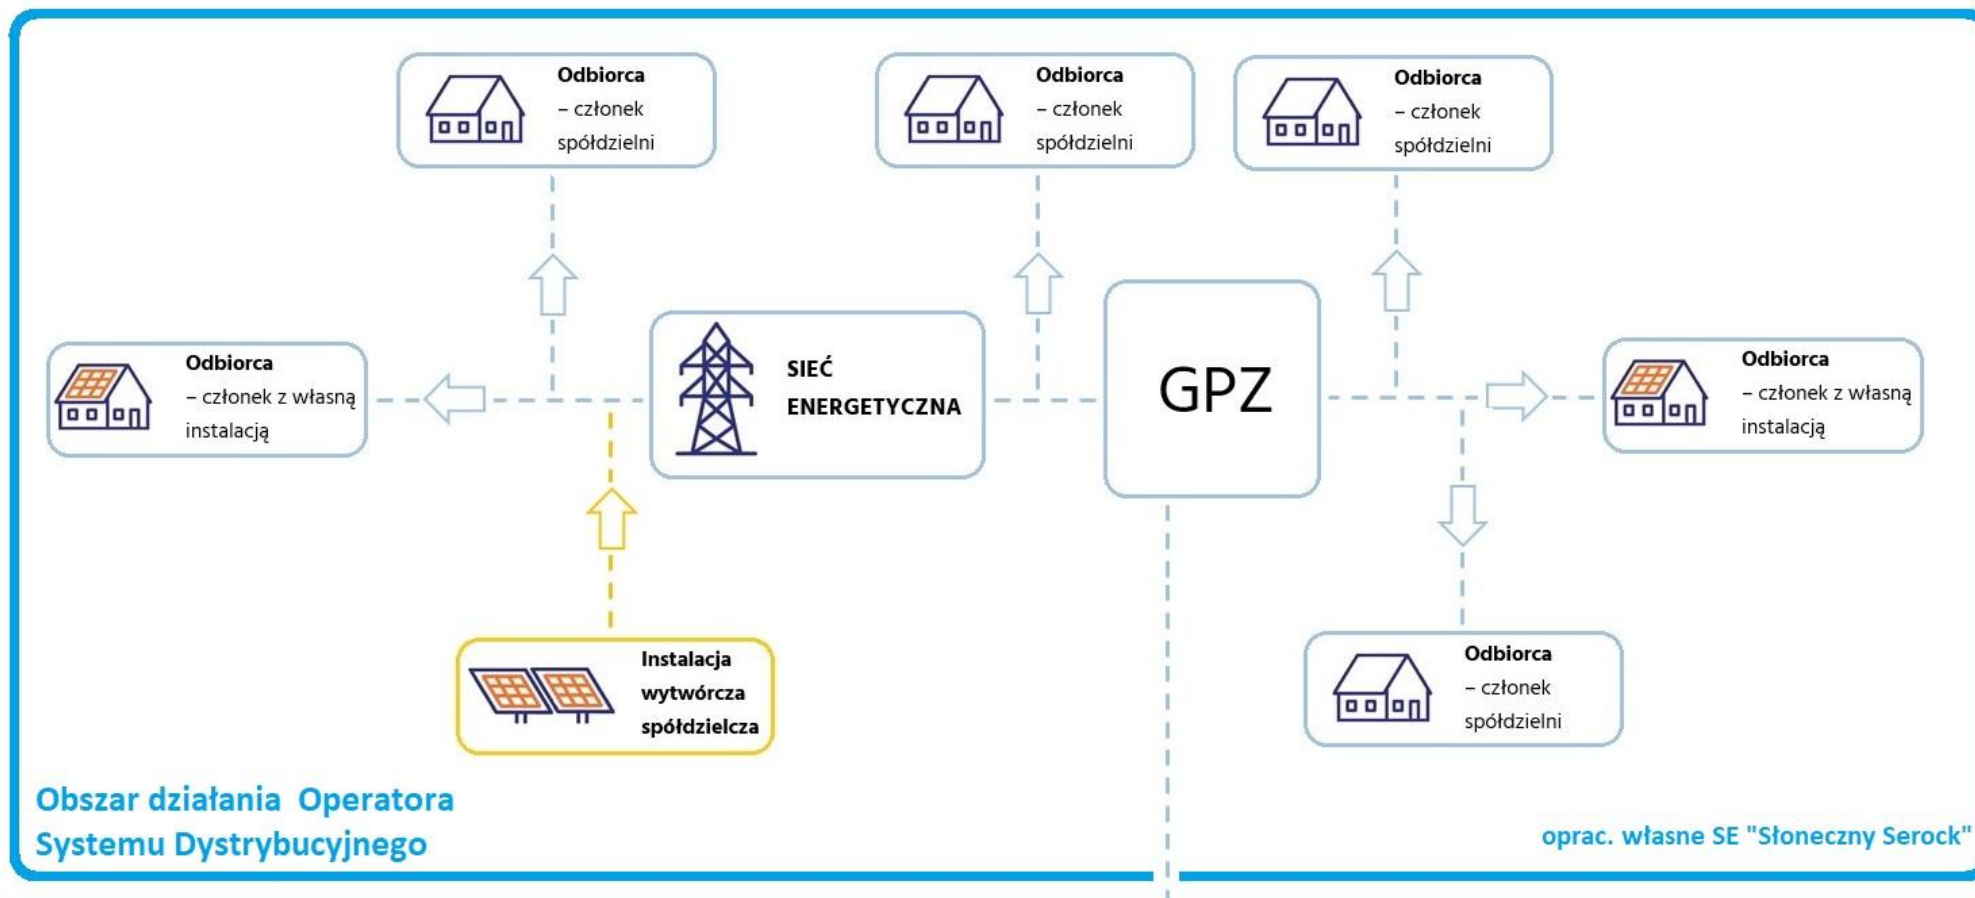 Odbiorca
– członek
spółdzielni
Odbiorca
– członek
spółdzielni
Odbiorca
– członek
spółdzielni
Odbiorca
– członek z własną
instalacją
SIEĆ
ENERGETYCZNA
GPZ
Odbiorca
– członek z własną
instalacją
Instalacja
wytwórcza
spółdzielcza
Odbiorca
– członek
spółdzielni
Obszar działania Operatora
Systemu Dystrybucyjnego
oprac. własne SE "Słoneczny Serock"